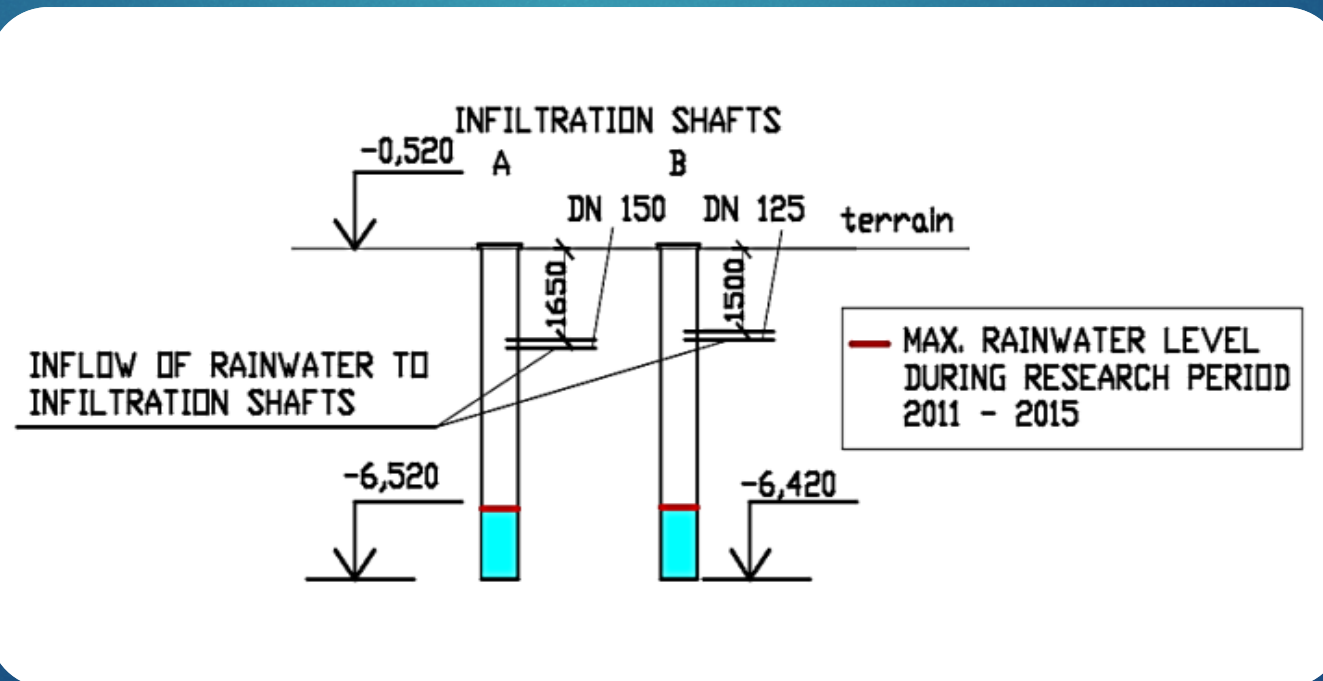 INFILTRATION SHAFTS
-0,520
A
B
DN 150
DN 125
terrain
1650
1500
INFLOW OF RAINWATER TO
INFILTRATION SHAFTS
MAX. RAINWATER LEVEL
DURING RESEARCH PERIOD
2011 - 2015
-6,520
-6,420